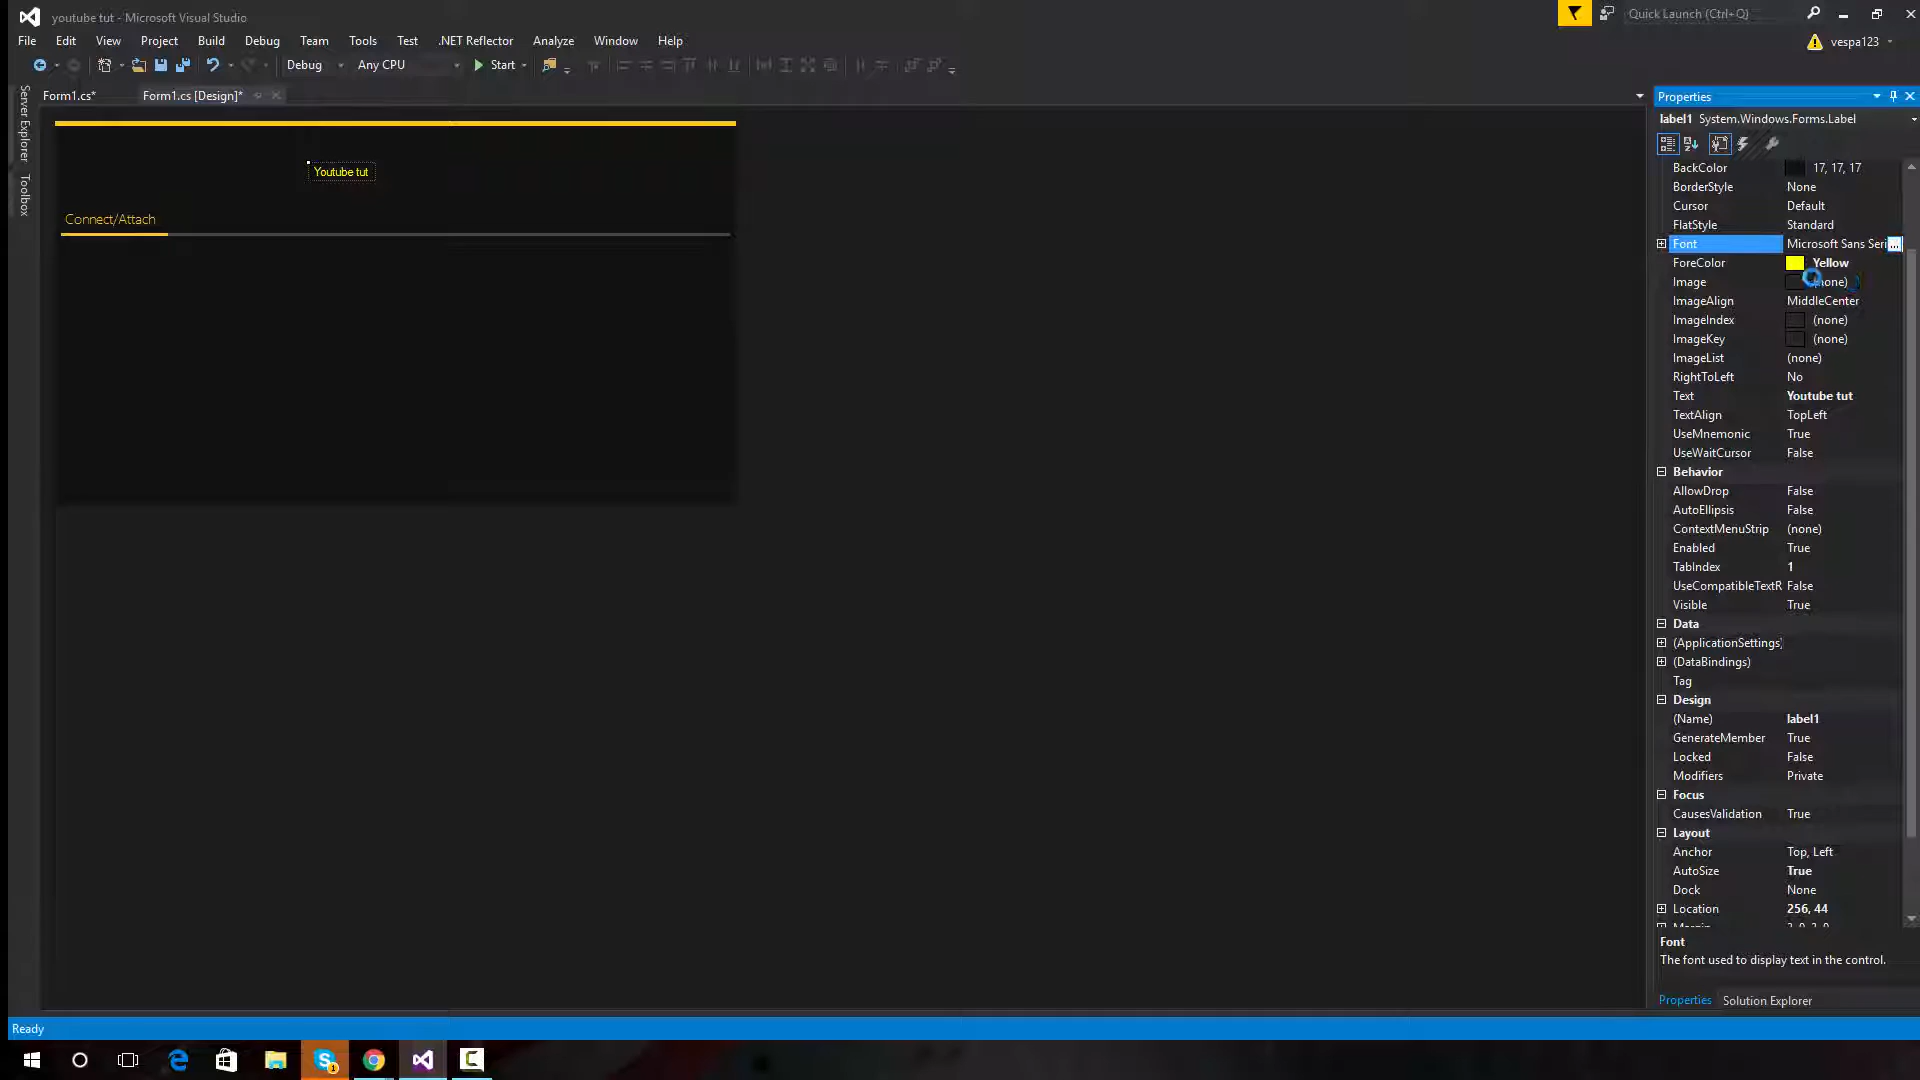 youtube tut - Microsoft Visual Studio
Quick Launch (Ctrl+Q)
File Edit View Project Build Debug Team Tools Test .NET Reflector Analyze Window Help
vespa123
Debug Any CPU Start
Server Explorer
Toolbox
Form1.cs* Form1.cs [Design]*
Youtube tut
Connect/Attach
Properties
label1 System.Windows.Forms.Label
BackColor 17, 17, 17
BorderStyle None
Cursor Default
FlatStyle Standard
Font Microsoft Sans Seri ...
ForeColor Yellow
Image
ImageAlign MiddleCenter
ImageIndex (none)
ImageKey (none)
ImageList (none)
RightToLeft No
Text Youtube tut
TextAlign TopLeft
UseMnemonic True
UseWaitCursor False
Behavior
AllowDrop False
AutoEllipsis False
ContextMenuStrip (none)
Enabled True
TabIndex 1
UseCompatibleTextR False
Visible True
Data
(ApplicationSettings)
(DataBindings)
Tag
Design
(Name) label1
GenerateMember True
Locked False
Modifiers Private
Focus
CausesValidation True
Layout
Anchor Top, Left
AutoSize True
Dock None
Location 256, 44
Font
The font used to display text in the control.
Properties Solution Explorer
Ready